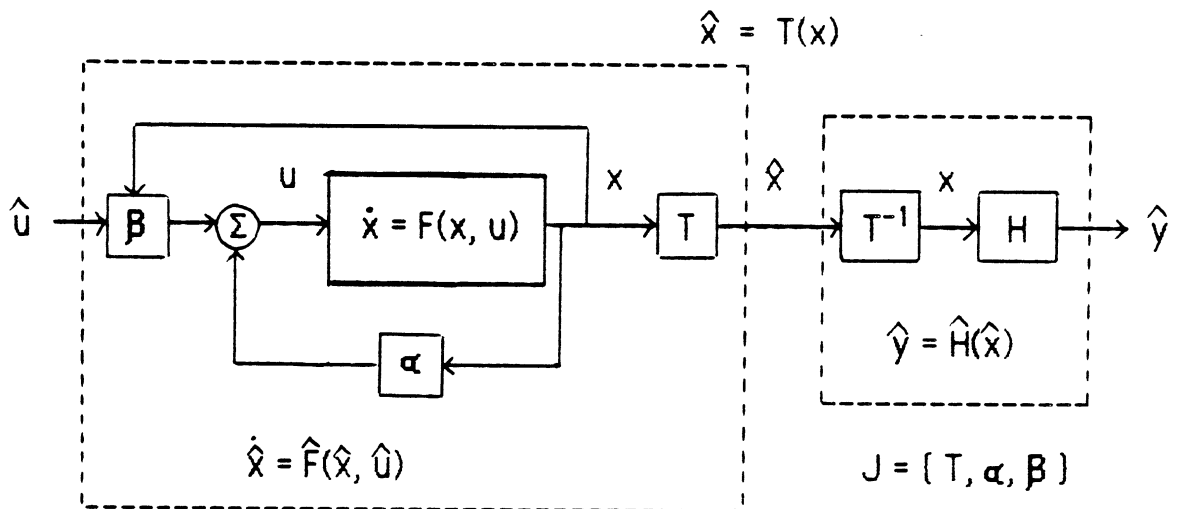 x̂ = T(x)
û
β
Σ
u
ẋ = F(x, u)
x
T
x̂
T⁻¹
x
H
ŷ
α
ŷ = Ĥ(x̂)
ẋ̂ = F̂(x̂, û)
J = { T, α, β }